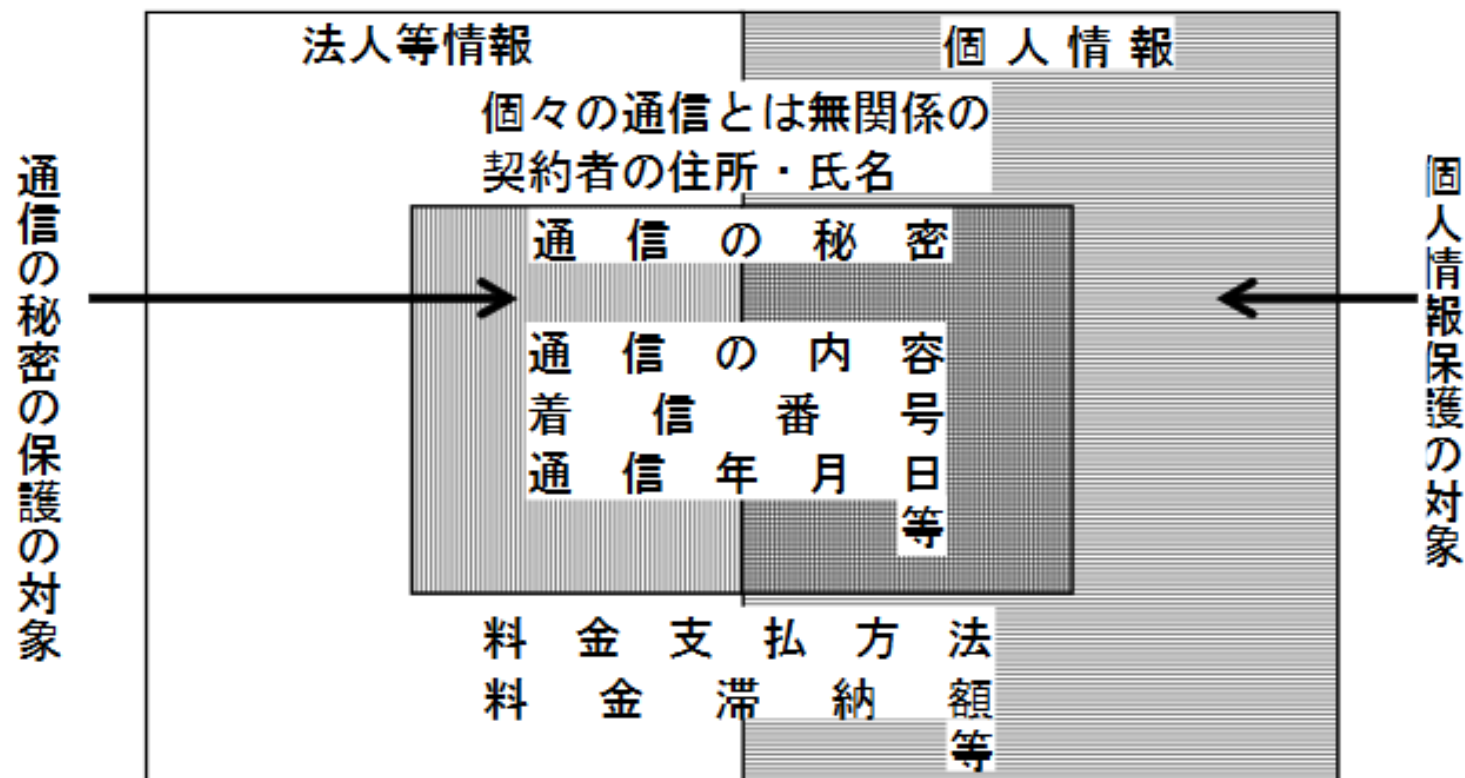 法人等情報
個人情報
個々の通信とは無関係の
契約者の住所・氏名
通信の秘密の保護の対象
通信の秘密
通信の内容
着信番号
通信年月日
等
個人情報保護の対象
料金支払方法
料金滞納額
等